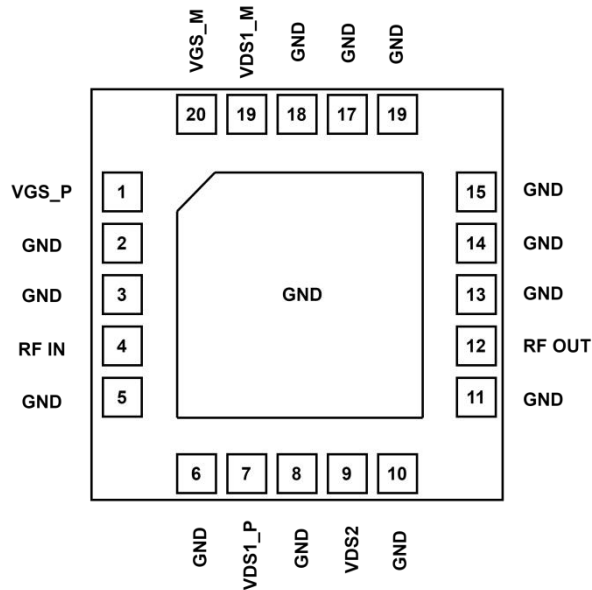 VGS_M
VDS1_M
GND
GND
GND
20 19 18 17 19
VGS_P 1 15 GND
GND 2 14 GND
GND 3 GND 13 GND
RF IN 4 12 RF OUT
GND 5 11 GND
6 7 8 9 10
GND
VDS1_P
GND
VDS2
GND